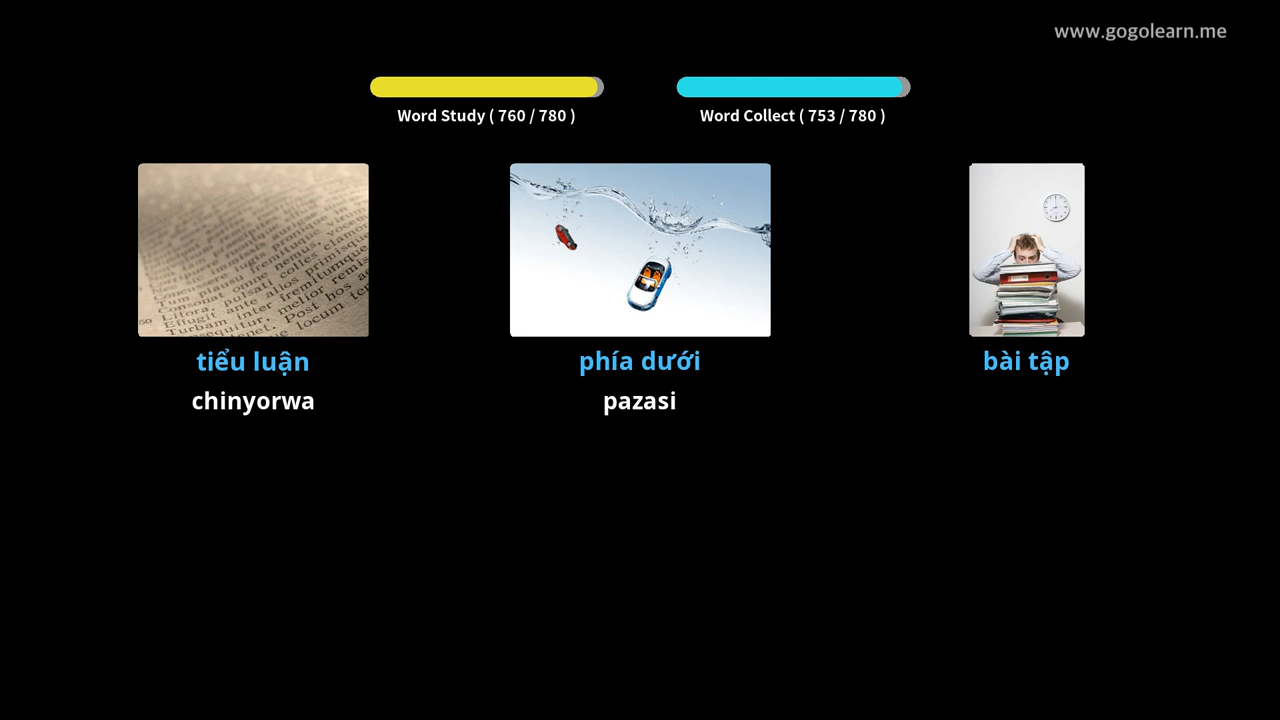 www.gogolearn.me
Word Study ( 760 / 780 )
Word Collect ( 753 / 780 )
tiểu luận
phía dưới
bài tập
chinyorwa
pazasi